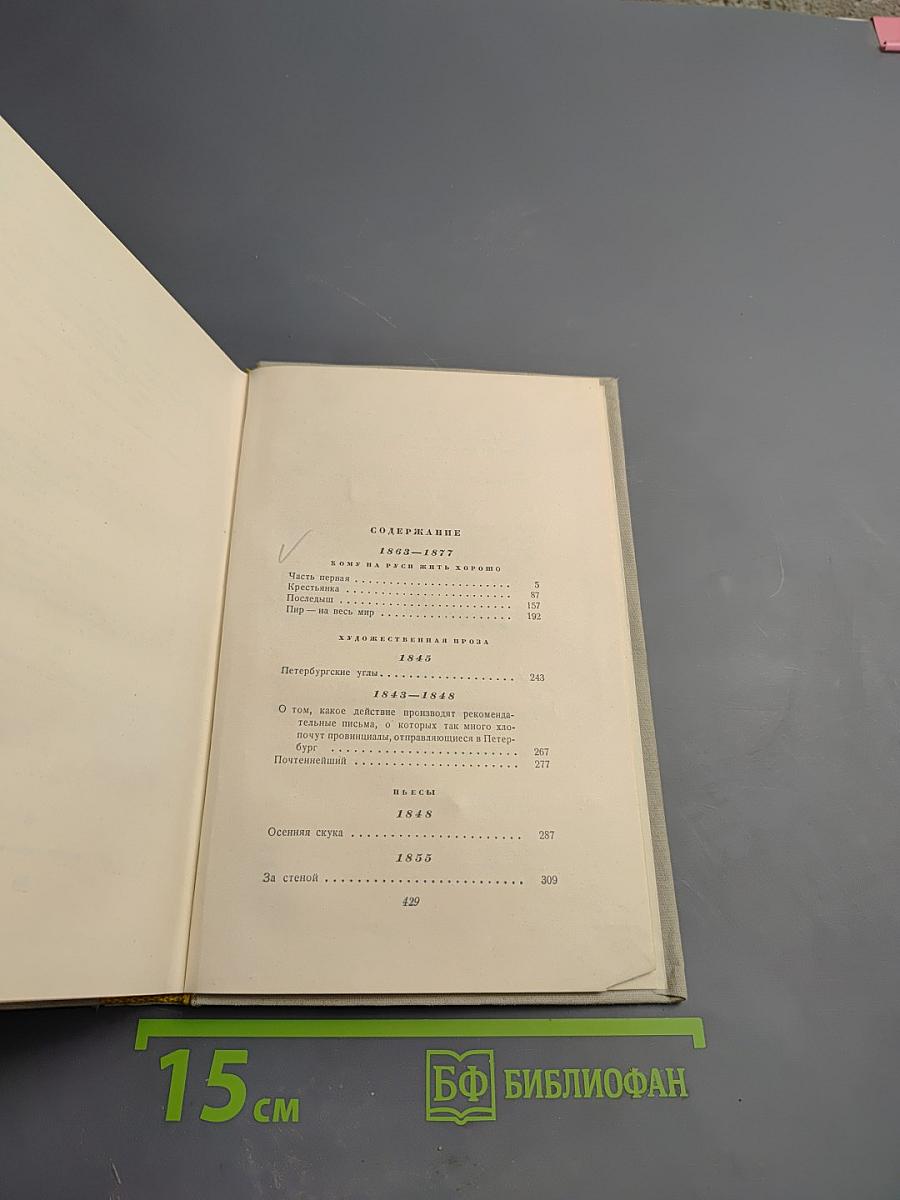 СОДЕРЖАНИЕ
1863—1877
КОМУ НА РУСИ ЖИТЬ ХОРОШО
Часть первая . . . . . . . . . . . . . . . . . . . . . . . 5
Крестьянка . . . . . . . . . . . . . . . . . . . . . . . . 87
Последыш . . . . . . . . . . . . . . . . . . . . . . . . 157
Пир — на весь мир . . . . . . . . . . . . . . . . . . 192
ХУДОЖЕСТВЕННАЯ ПРОЗА
1845
Петербургские углы . . . . . . . . . . . . . . . . . . 243
1843—1848
О том, какое действие производят рекоменда-
тельные письма, о которых так много хло-
почут провинциалы, отправляющиеся в Петер-
бург . . . . . . . . . . . . . . . . . . . . . . . . . . 267
Почтеннейший . . . . . . . . . . . . . . . . . . . . . 277
ПЬЕСЫ
1848
Осенняя скука . . . . . . . . . . . . . . . . . . . . . 287
1855
За стеной . . . . . . . . . . . . . . . . . . . . . . . . 309
429
15 см
БФ БИБЛИОФАН